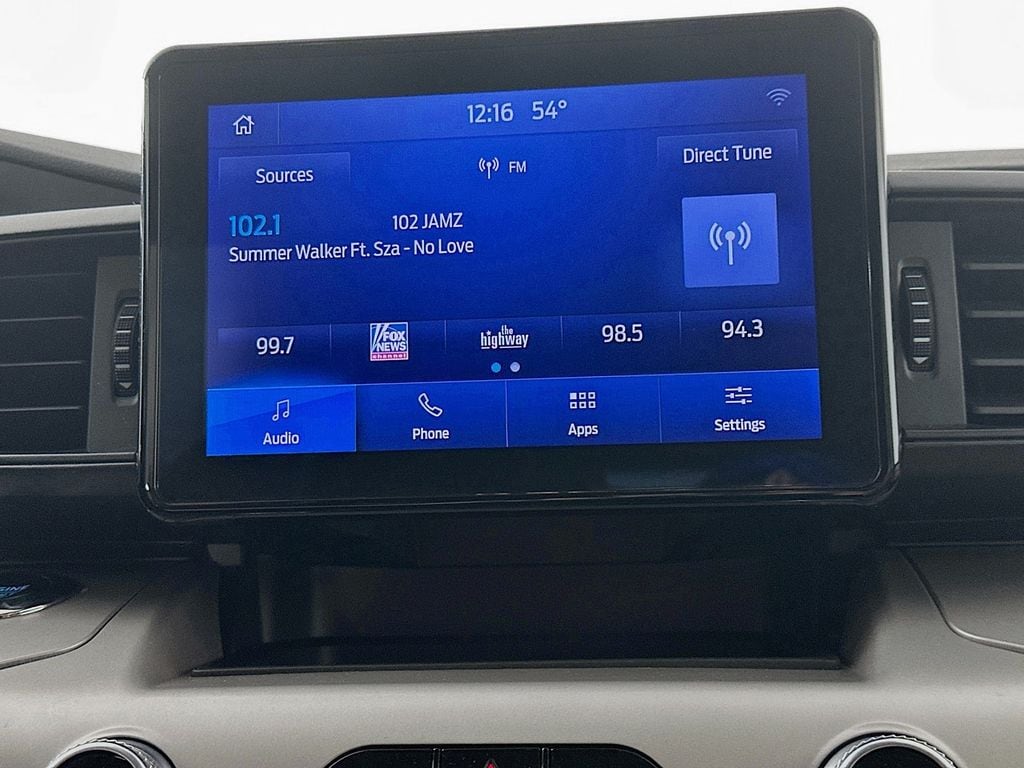 12:16 54°
Sources
FM
Direct Tune
102.1 102 JAMZ
Summer Walker Ft. Sza - No Love
99.7
FOX
NEWS
channel
the
highway
98.5
94.3
Audio
Phone
Apps
Settings